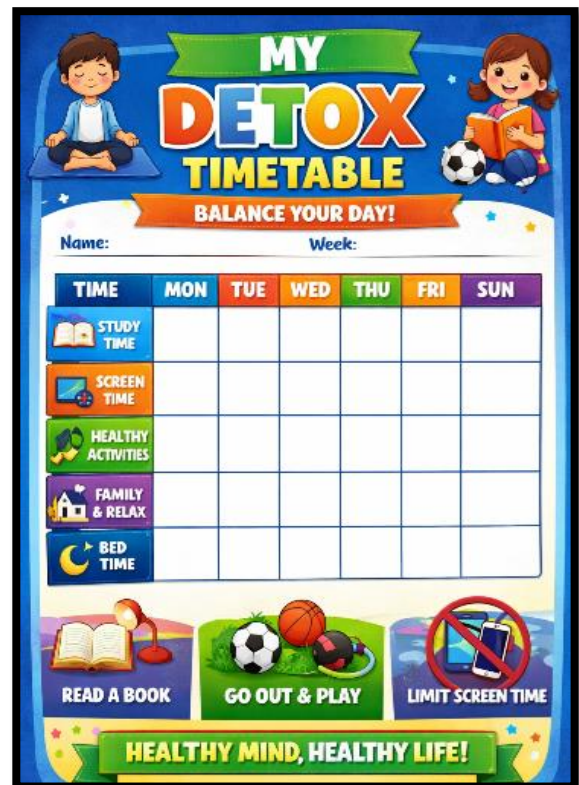 MY
DETOX
TIMETABLE
BALANCE YOUR DAY!
Name: Week:
TIME MON TUE WED THU FRI SUN
STUDY
TIME
SCREEN
TIME
HEALTHY
ACTIVITIES
FAMILY
& RELAX
BED
TIME
READ A BOOK GO OUT & PLAY LIMIT SCREEN TIME
HEALTHY MIND, HEALTHY LIFE!